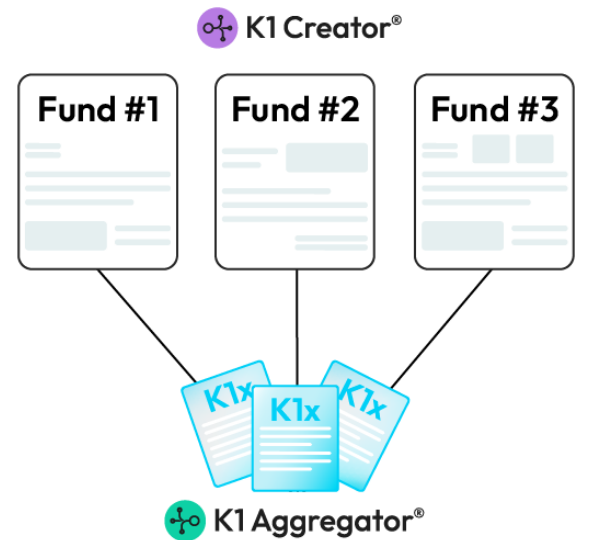 K1 Creator®
Fund #1
Fund #2
Fund #3
K1x
K1x
K1x
K1 Aggregator®